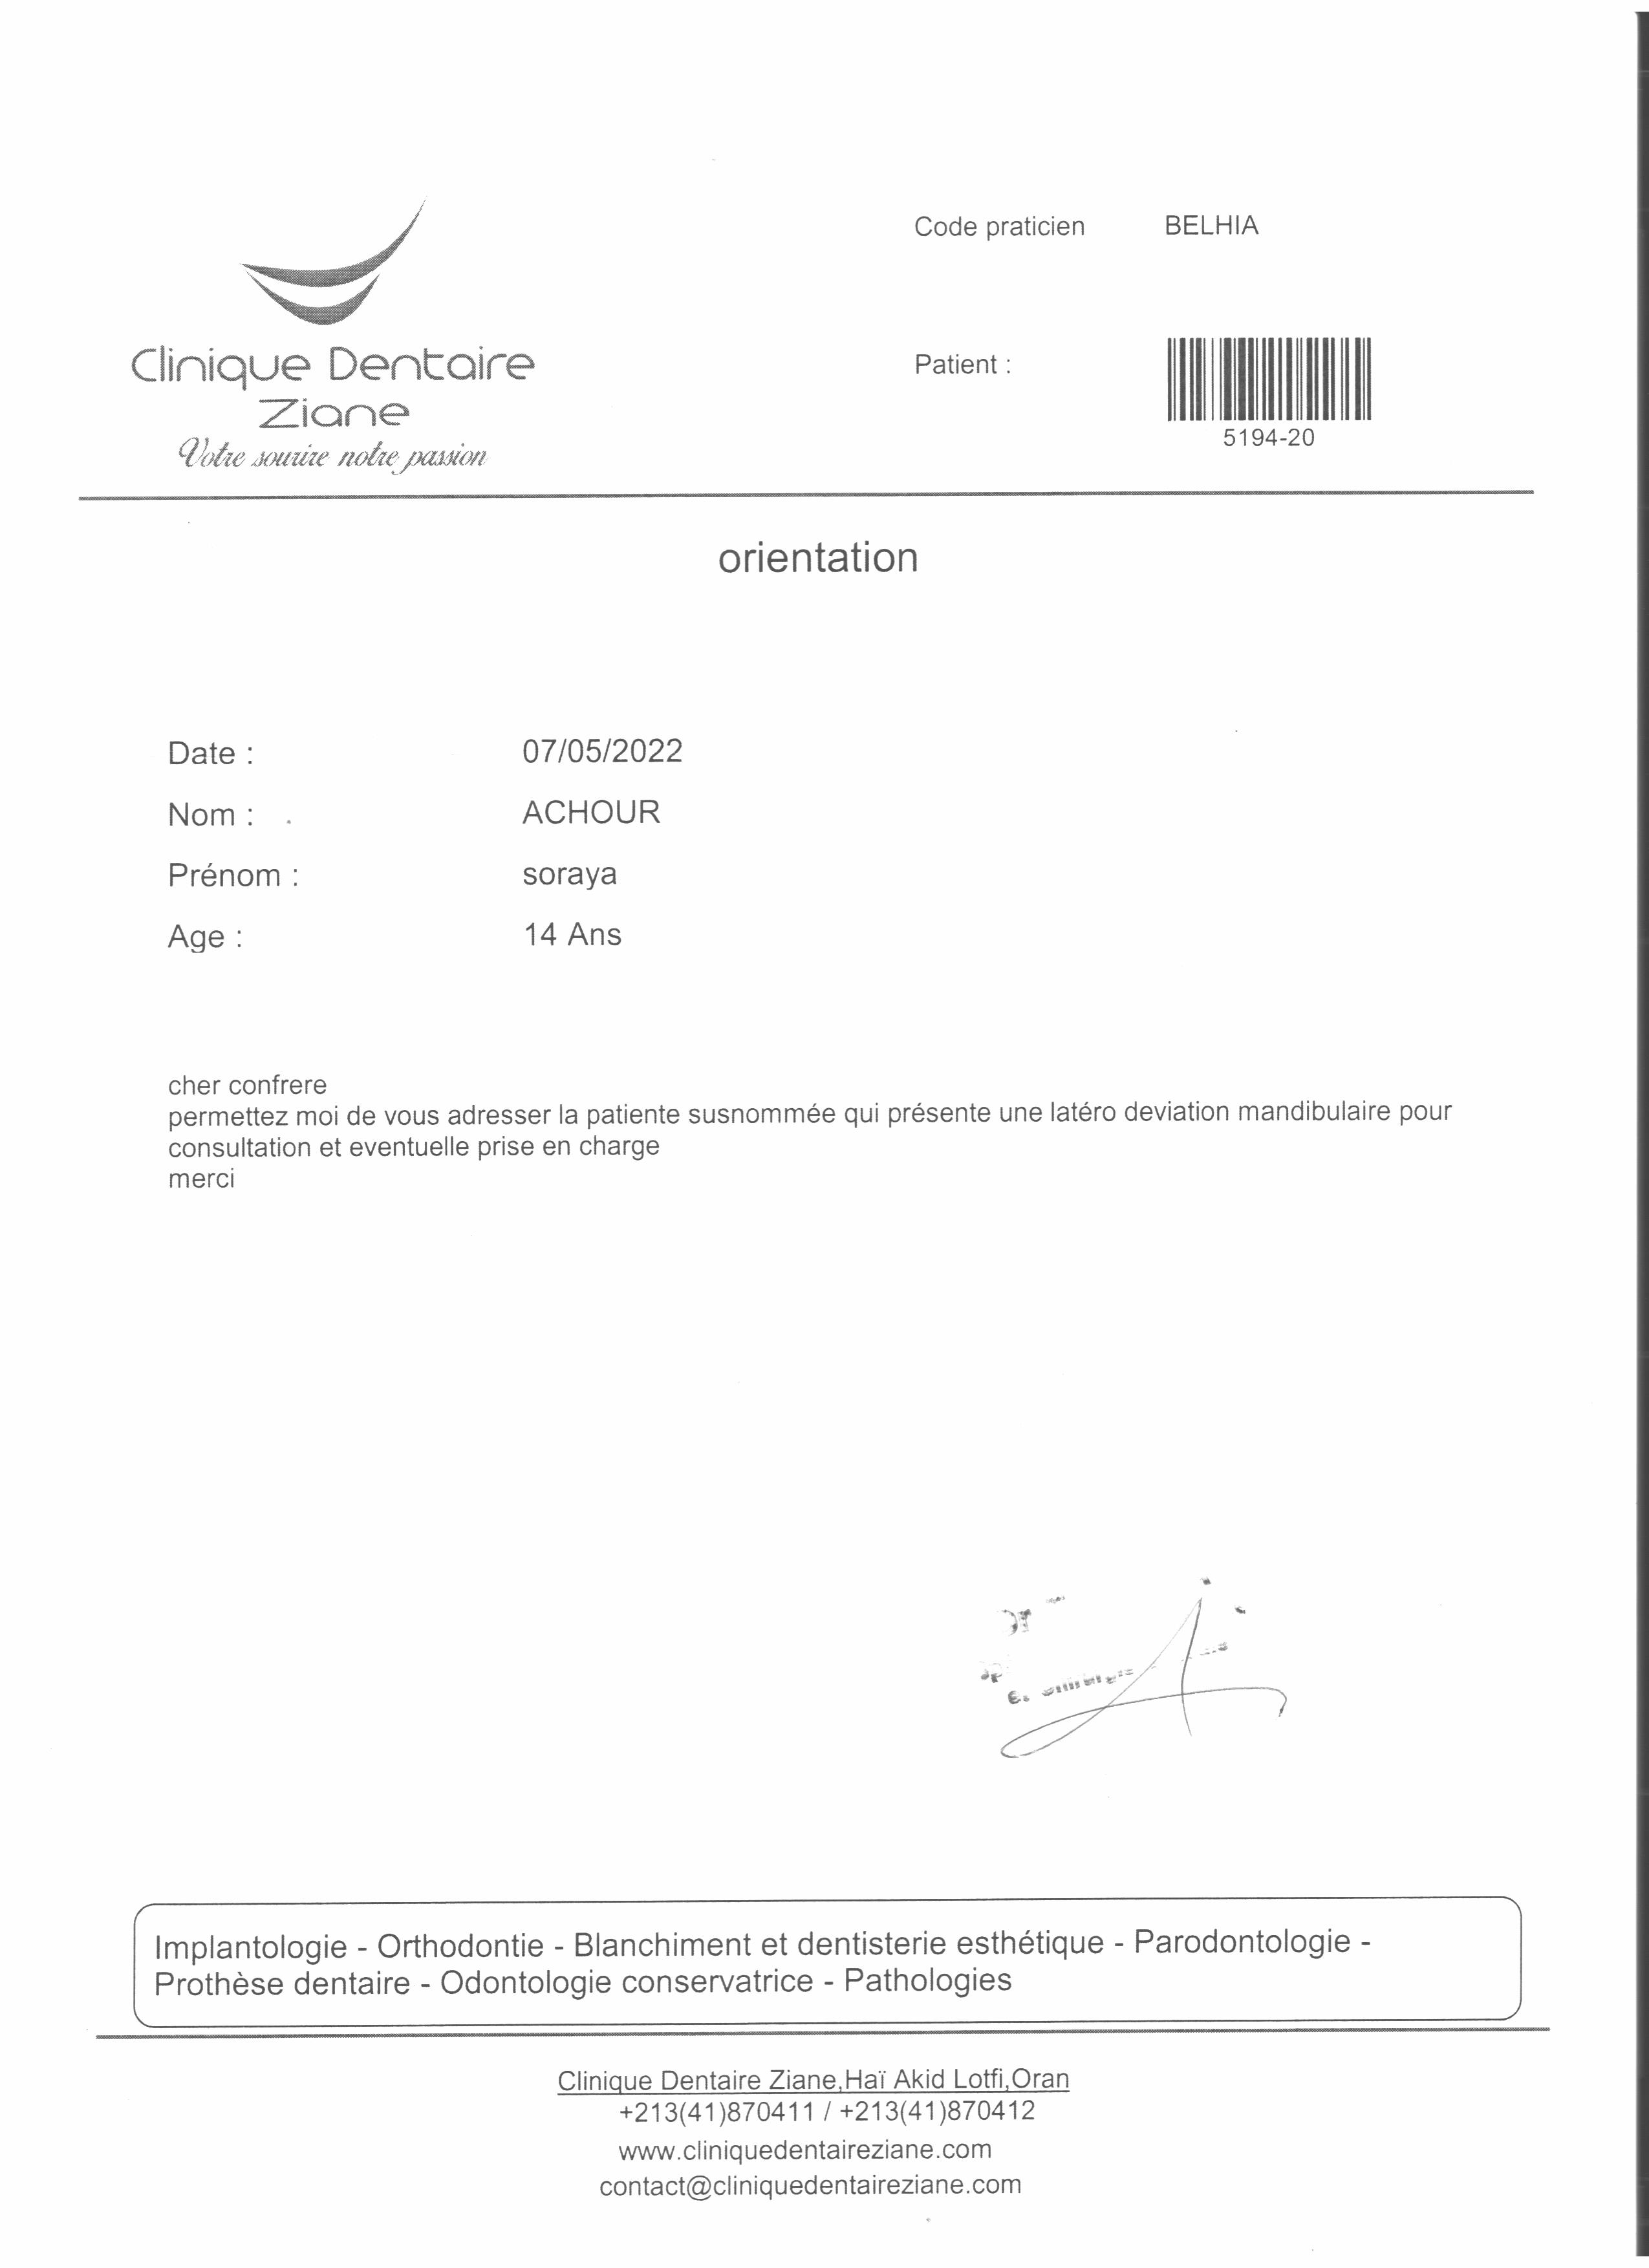 Clinique Dentaire
Ziane
Votre sourire notre passion
Code praticien BELHIA
Patient :
5194-20
orientation
Date : 07/05/2022
Nom : ACHOUR
Prénom : soraya
Age : 14 Ans
cher confrere
permettez moi de vous adresser la patiente susnommée qui présente une latéro deviation mandibulaire pour
consultation et eventuelle prise en charge
merci
Implantologie - Orthodontie - Blanchiment et dentisterie esthétique - Parodontologie -
Prothèse dentaire - Odontologie conservatrice - Pathologies
Clinique Dentaire Ziane,Haï Akid Lotfi,Oran
+213(41)870411 / +213(41)870412
www.cliniquedentaireziane.com
contact@cliniquedentaireziane.com